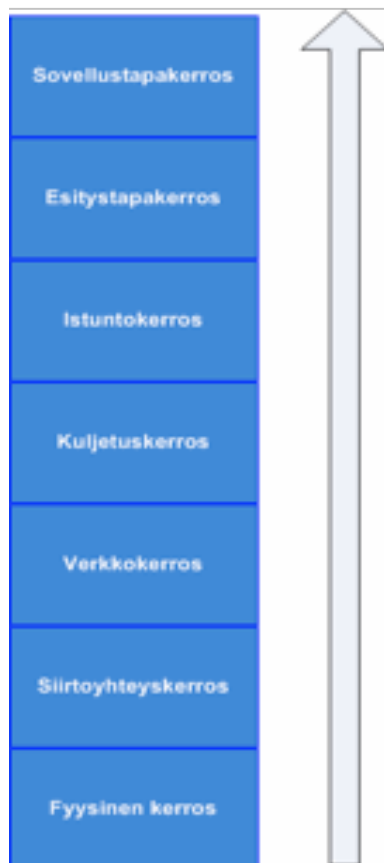 Sovellustapakerros
Esitystapakerros
Istuntokerros
Kuljetuskerros
Verkkokerros
Siirtoyhteyskerros
Fyysinen kerros